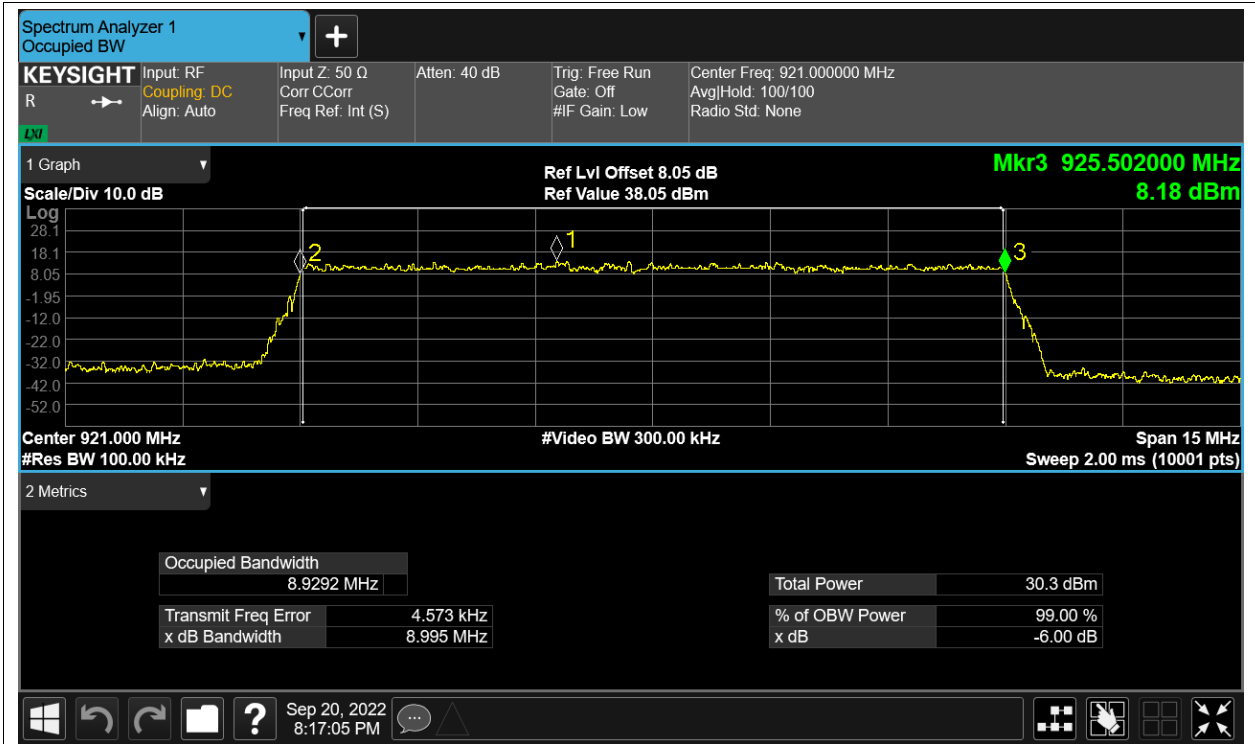 Spectrum Analyzer 1
Occupied BW
+
KEYSIGHT
R
LXI
Input: RF
Coupling: DC
Align: Auto
Input Z: 50 Ω
Corr CCorr
Freq Ref: Int (S)
Atten: 40 dB
Trig: Free Run
Gate: Off
#IF Gain: Low
Center Freq: 921.000000 MHz
Avg|Hold: 100/100
Radio Std: None
1 Graph
Scale/Div 10.0 dB
Ref Lvl Offset 8.05 dB
Ref Value 38.05 dBm
Mkr3 925.502000 MHz
8.18 dBm
Log
28.1
18.1
8.05
-1.95
-12.0
-22.0
-32.0
-42.0
-52.0
2
1
3
Center 921.000 MHz
#Res BW 100.00 kHz
#Video BW 300.00 kHz
Span 15 MHz
Sweep 2.00 ms (10001 pts)
2 Metrics
Occupied Bandwidth
8.9292 MHz
Transmit Freq Error 4.573 kHz
x dB Bandwidth 8.995 MHz
Total Power 30.3 dBm
% of OBW Power 99.00 %
x dB -6.00 dB
?
Sep 20, 2022
8:17:05 PM